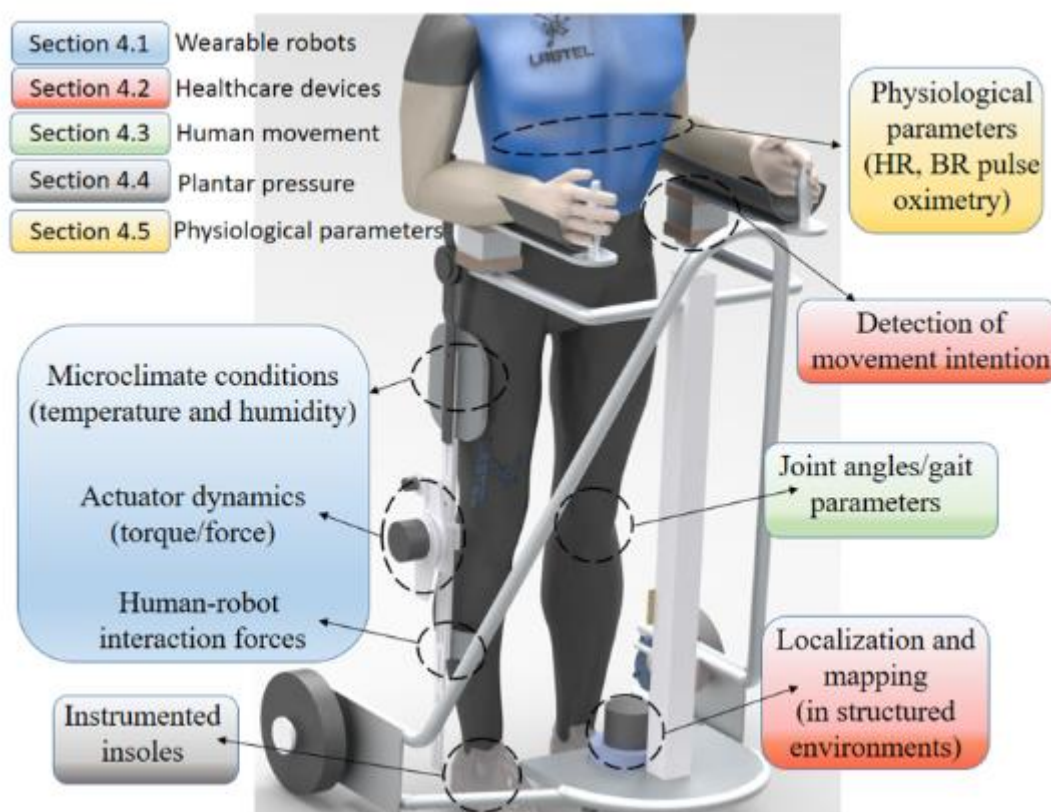 Section 4.1 Wearable robots
Section 4.2 Healthcare devices
Section 4.3 Human movement
Section 4.4 Plantar pressure
Section 4.5 Physiological parameters
LABTEL
Physiological
parameters
(HR, BR pulse
oximetry)
Detection of
movement intention
Microclimate conditions
(temperature and humidity)
Actuator dynamics
(torque/force)
Human-robot
interaction forces
Joint angles/gait
parameters
Localization and
mapping
(in structured
environments)
Instrumented
insoles